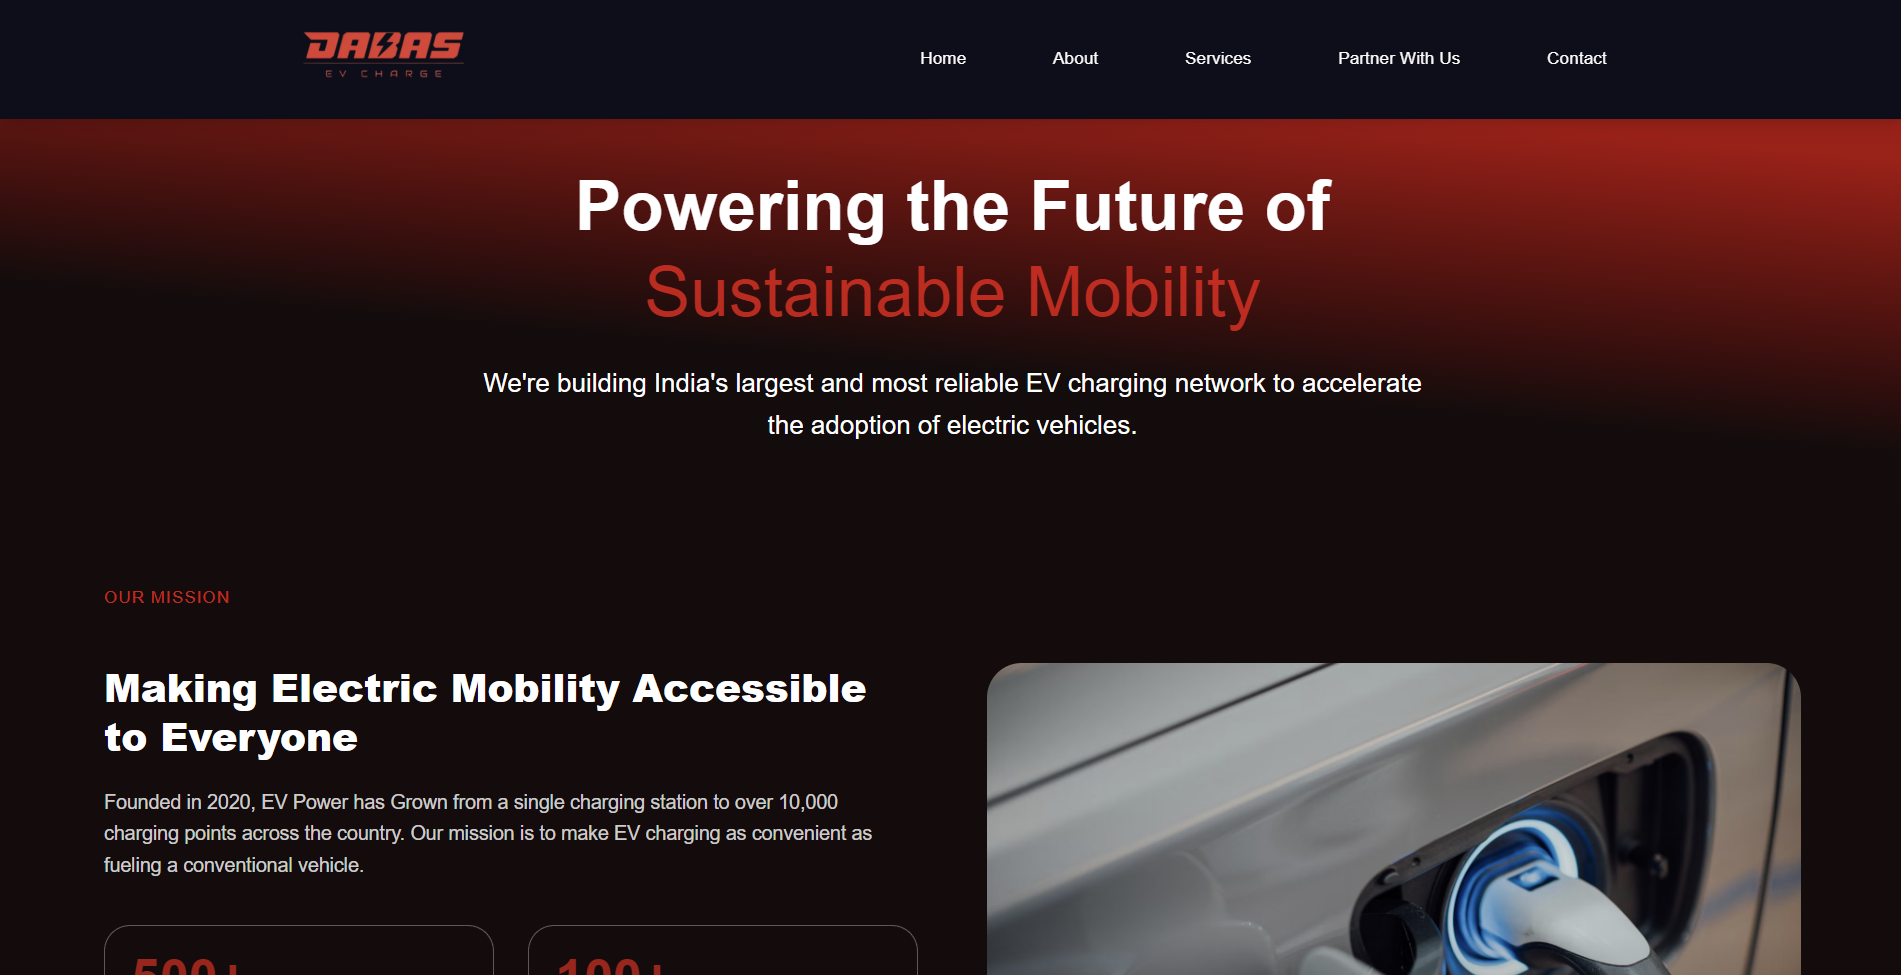 DABAS
EV CHARGE
Home
About
Services
Partner With Us
Contact
Powering the Future of
Sustainable Mobility
We're building India's largest and most reliable EV charging network to accelerate
the adoption of electric vehicles.
OUR MISSION
Making Electric Mobility Accessible
to Everyone
Founded in 2020, EV Power has Grown from a single charging station to over 10,000
charging points across the country. Our mission is to make EV charging as convenient as
fueling a conventional vehicle.
500+
100+